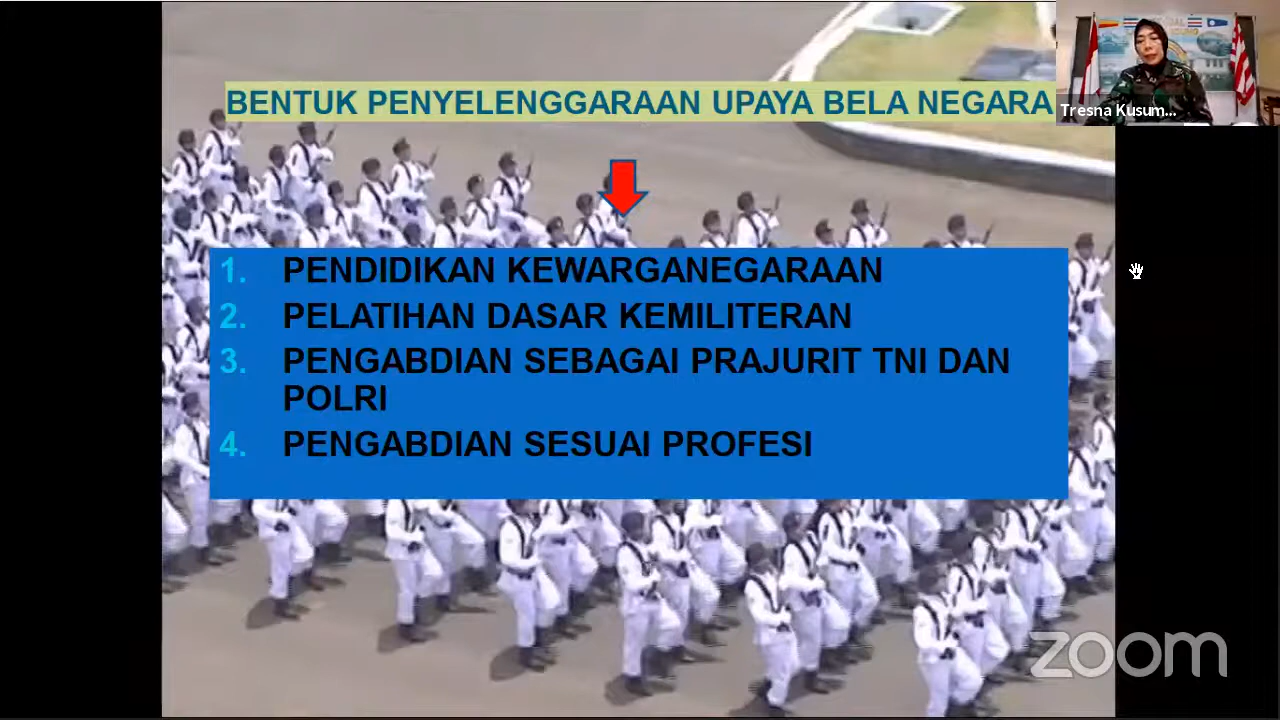 BENTUK PENYELENGGARAAN UPAYA BELA NEGARA
Tresna Kusum...
1. PENDIDIKAN KEWARGANEGARAAN
2. PELATIHAN DASAR KEMILITERAN
3. PENGABDIAN SEBAGAI PRAJURIT TNI DAN
POLRI
4. PENGABDIAN SESUAI PROFESI
zoom